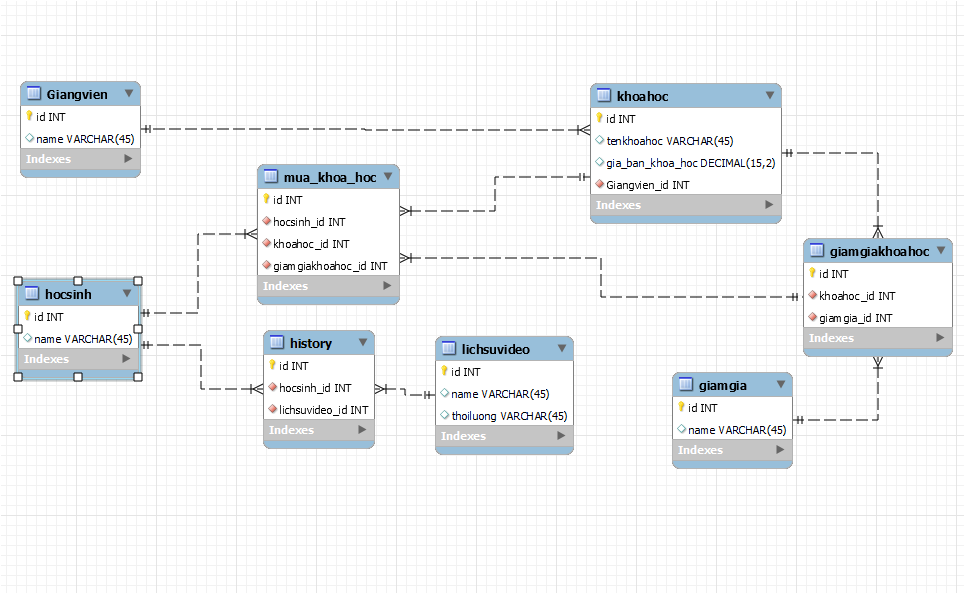 Giangvien
id INT
name VARCHAR(45)
Indexes
khoahoc
id INT
tenkhoahoc VARCHAR(45)
gia_ban_khoa_hoc DECIMAL(15,2)
Giangvien_id INT
Indexes
mua_khoa_hoc
id INT
hocsinh_id INT
khoahoc_id INT
giamgiakhoahoc_id INT
Indexes
giamgiakhoahoc
id INT
khoahoc_id INT
giamgia_id INT
Indexes
hocsinh
id INT
name VARCHAR(45)
Indexes
history
id INT
hocsinh_id INT
lichsuvideo_id INT
Indexes
lichsuvideo
id INT
name VARCHAR(45)
thoiluong VARCHAR(45)
Indexes
giamgia
id INT
name VARCHAR(45)
Indexes